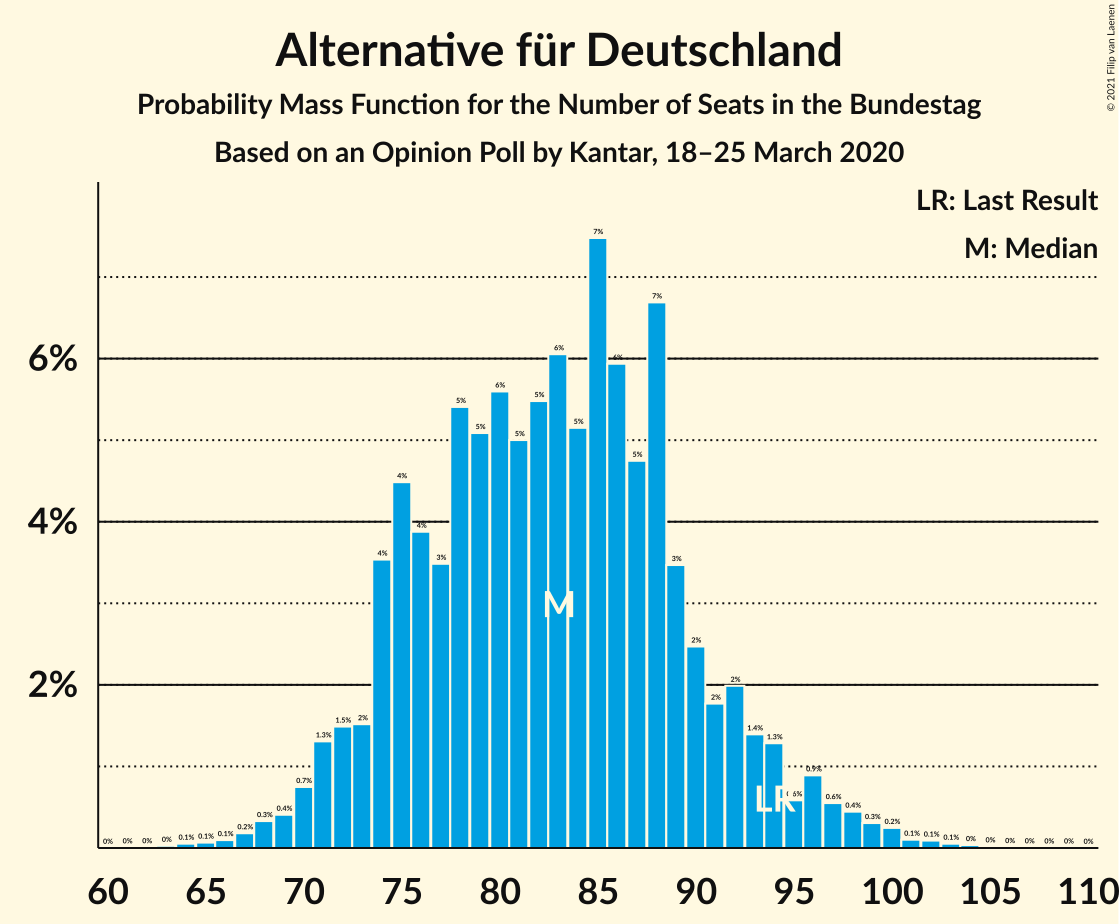 Alternative für Deutschland
Probability Mass Function for the Number of Seats in the Bundestag
Based on an Opinion Poll by Kantar, 18–25 March 2020
© 2021 Filip van Laenen
LR: Last Result
M: Median
6%
4%
2%
0% 0% 0% 0% 0.1% 0.1% 0.1% 0.2% 0.3% 0.4% 0.7% 1.3% 1.5% 2% 4% 4% 4% 3% 5% 5% 6% 5% 5% 6% 5% 7% 6% 5% 7% 3% 2% 2% 2% 1.4% 1.3% 6% 0.9% 0.6% 0.4% 0.3% 0.2% 0.1% 0.1% 0.1% 0% 0% 0% 0% 0% 0% 0%
M
LR
60 65 70 75 80 85 90 95 100 105 110